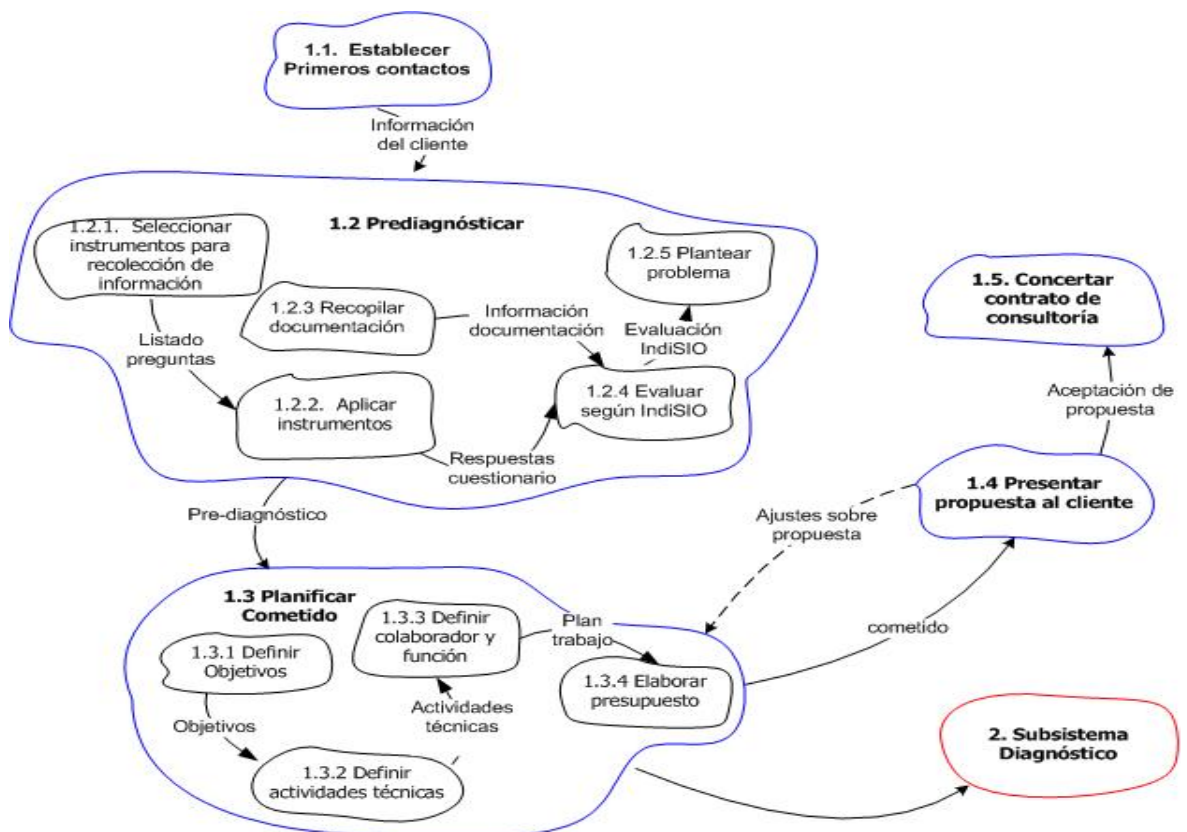 1.1. Establecer
Primeros contactos
Información
del cliente
1.2 Prediagnósticar
1.2.1. Seleccionar
instrumentos para
recolección de
información
Listado
preguntas
1.2.2. Aplicar
instrumentos
1.2.3 Recopilar
documentación
Información
documentación
Respuestas
cuestionario
1.2.4 Evaluar
según IndiSIO
Evaluación
IndiSIO
1.2.5 Plantear
problema
Pre-diagnóstico
1.3 Planificar
Cometido
1.3.1 Definir
Objetivos
Objetivos
1.3.2 Definir
actividades técnicas
Actividades
técnicas
1.3.3 Definir
colaborador y
función
Plan
trabajo
1.3.4 Elaborar
presupuesto
cometido
Ajustes sobre
propuesta
1.4 Presentar
propuesta al cliente
Aceptación de
propuesta
1.5. Concertar
contrato de
consultoría
2. Subsistema
Diagnóstico